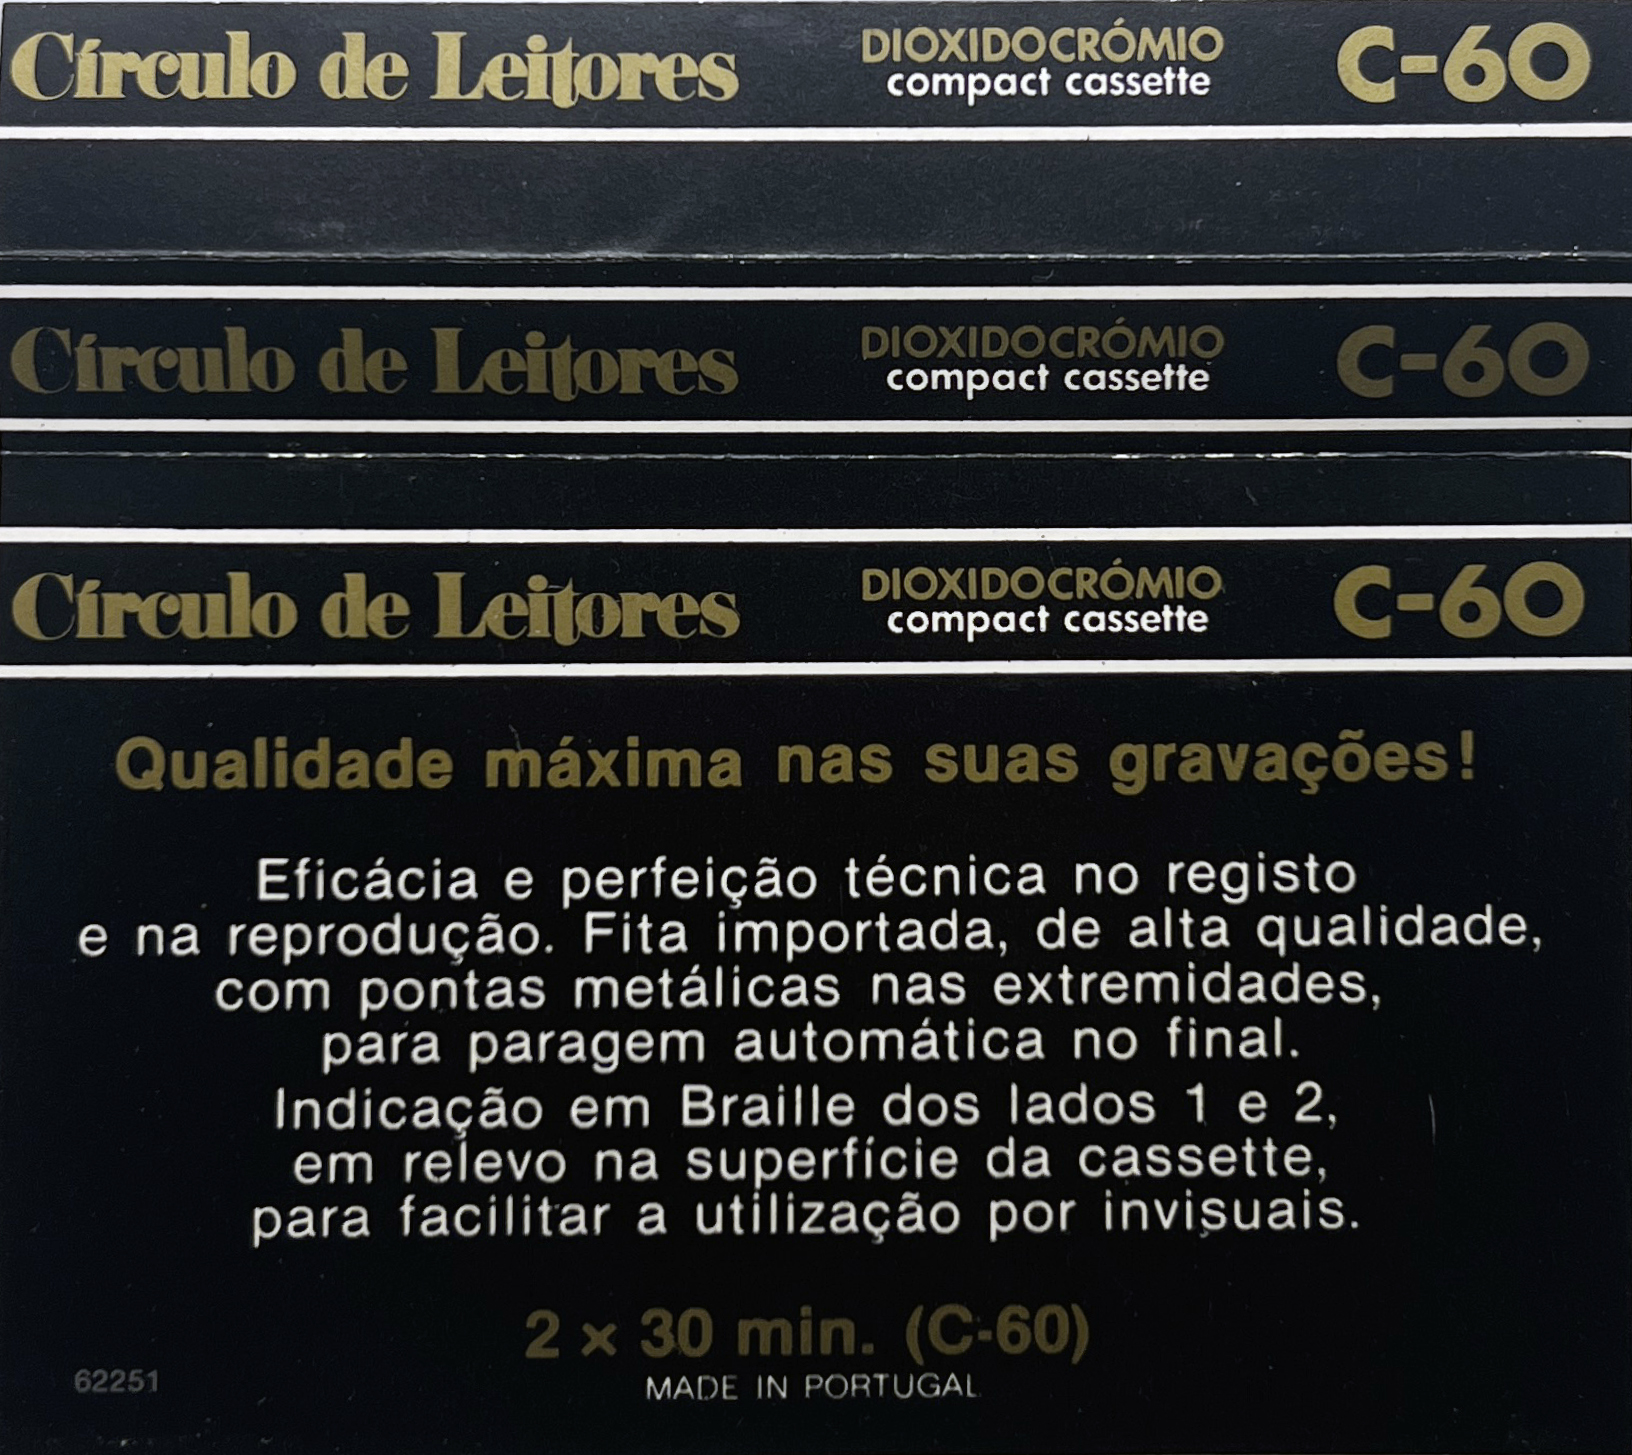 Círculo de Leitores DIOXIDOCRÓMIO C-60
compact cassette
Círculo de Leitores DIOXIDOCRÓMIO C-60
compact cassette
Círculo de Leitores DIOXIDOCRÓMIO C-60
compact cassette
Qualidade máxima nas suas gravações!
Eficácia e perfeição técnica no registo
e na reprodução. Fita importada, de alta qualidade,
com pontas metálicas nas extremidades,
para paragem automática no final.
Indicação em Braille dos lados 1 e 2,
em relevo na superfície da cassette,
para facilitar a utilização por invisuais.
2 x 30 min. (C-60)
62251
MADE IN PORTUGAL